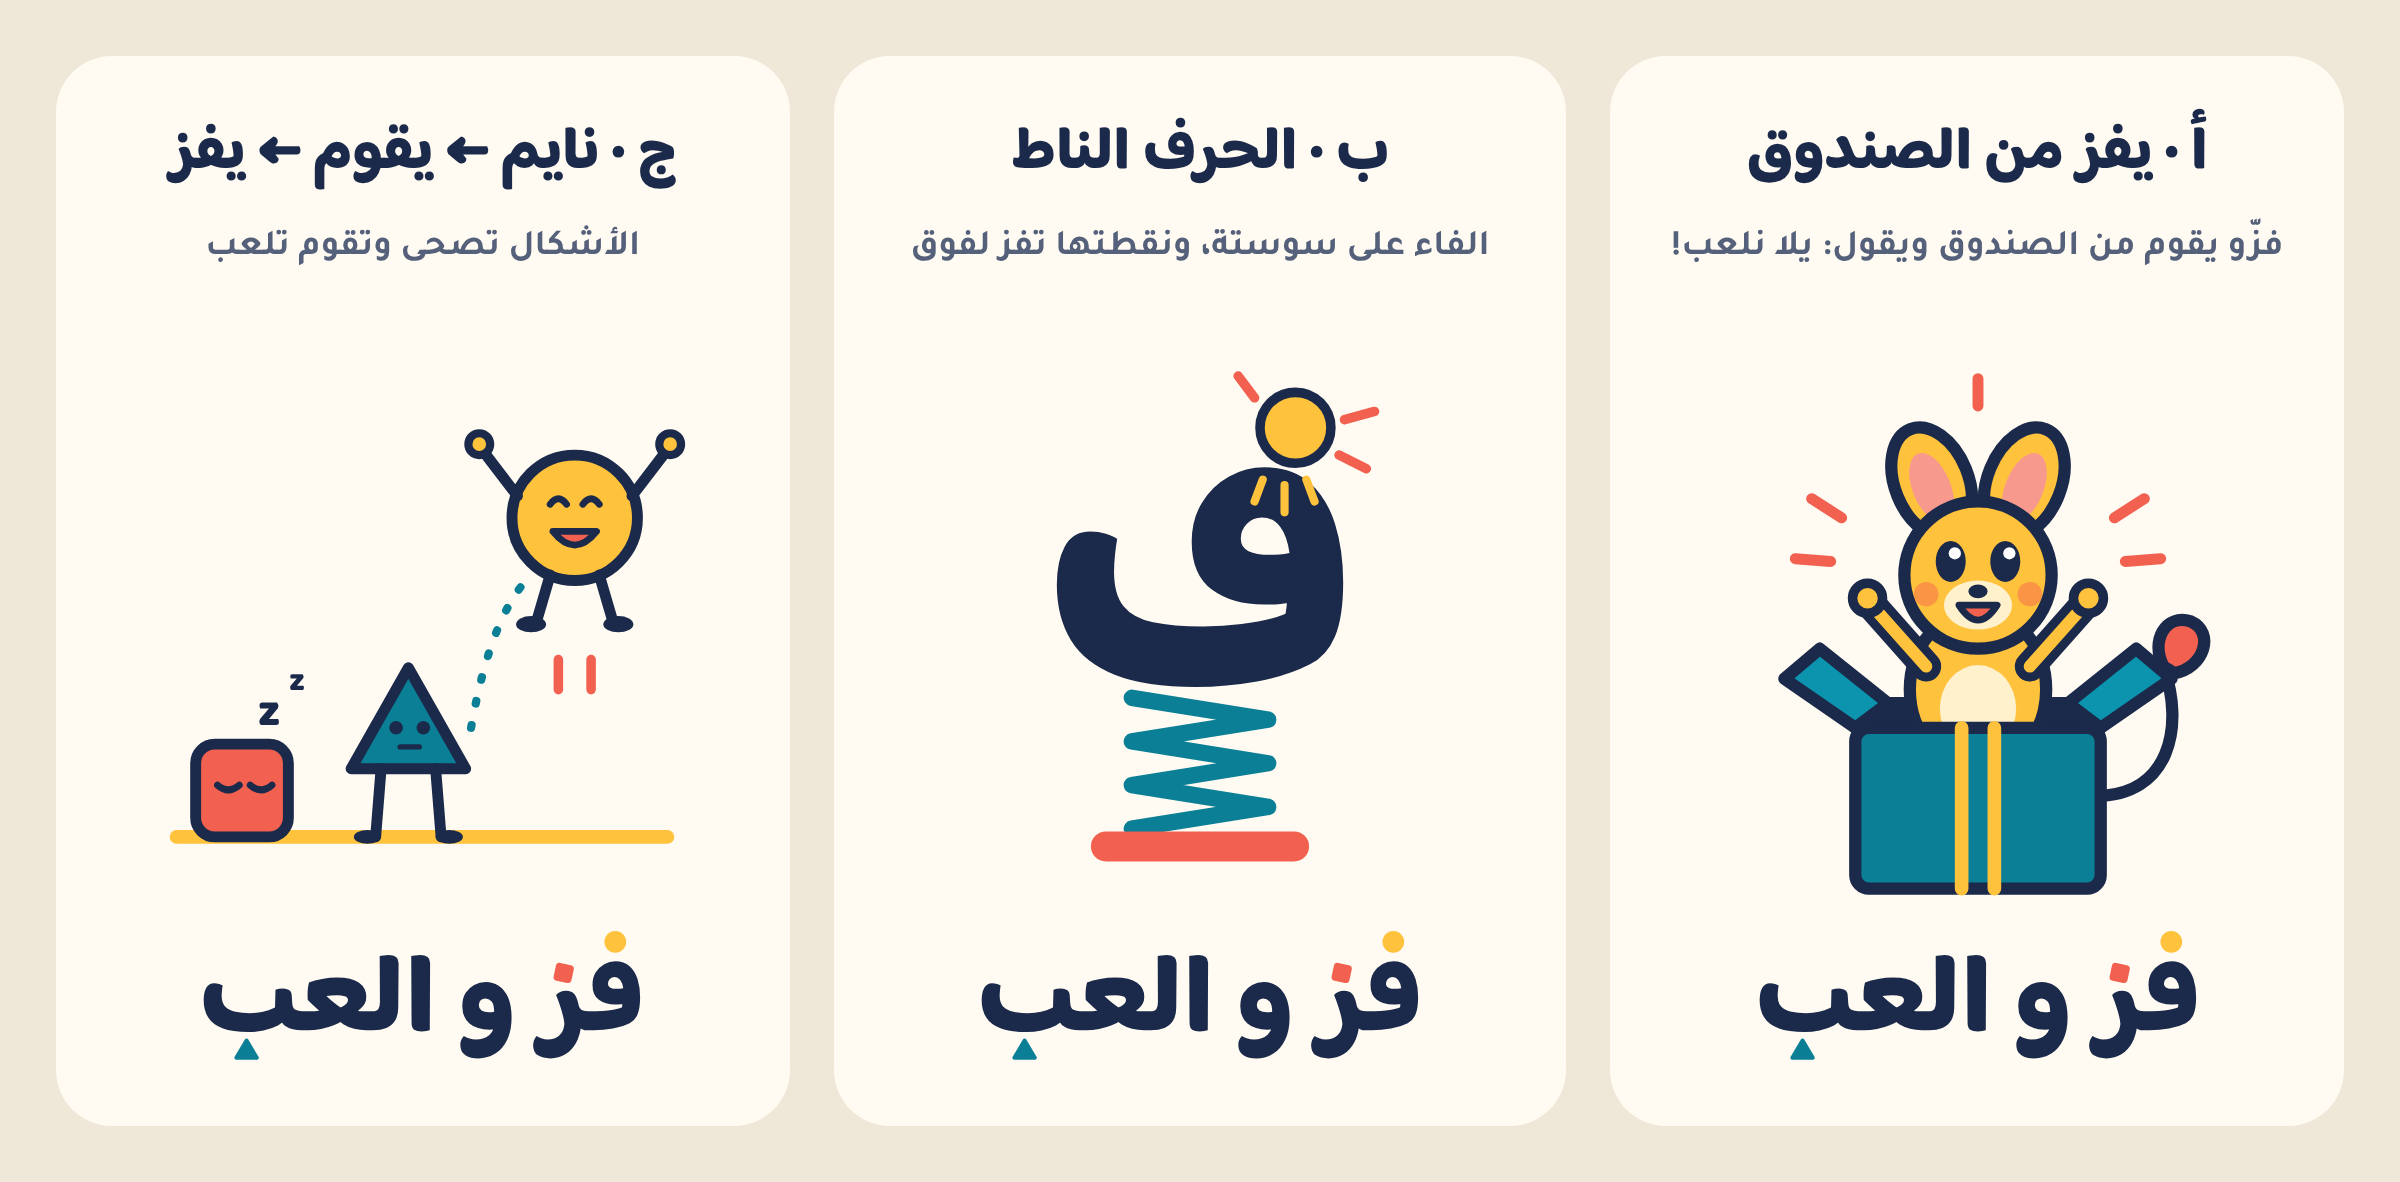 أ · يفز من الصندوق
فزّو يقوم من الصندوق ويقول: يلا نلعب!
فز و العب
ب · الحرف الناط
الفاء على سوستة، ونقطتها تفز لفوق
ف
فز و العب
ج · نايم ← يقوم ← يفز
الأشكال تصحى وتقوم تلعب
z z
فز و العب